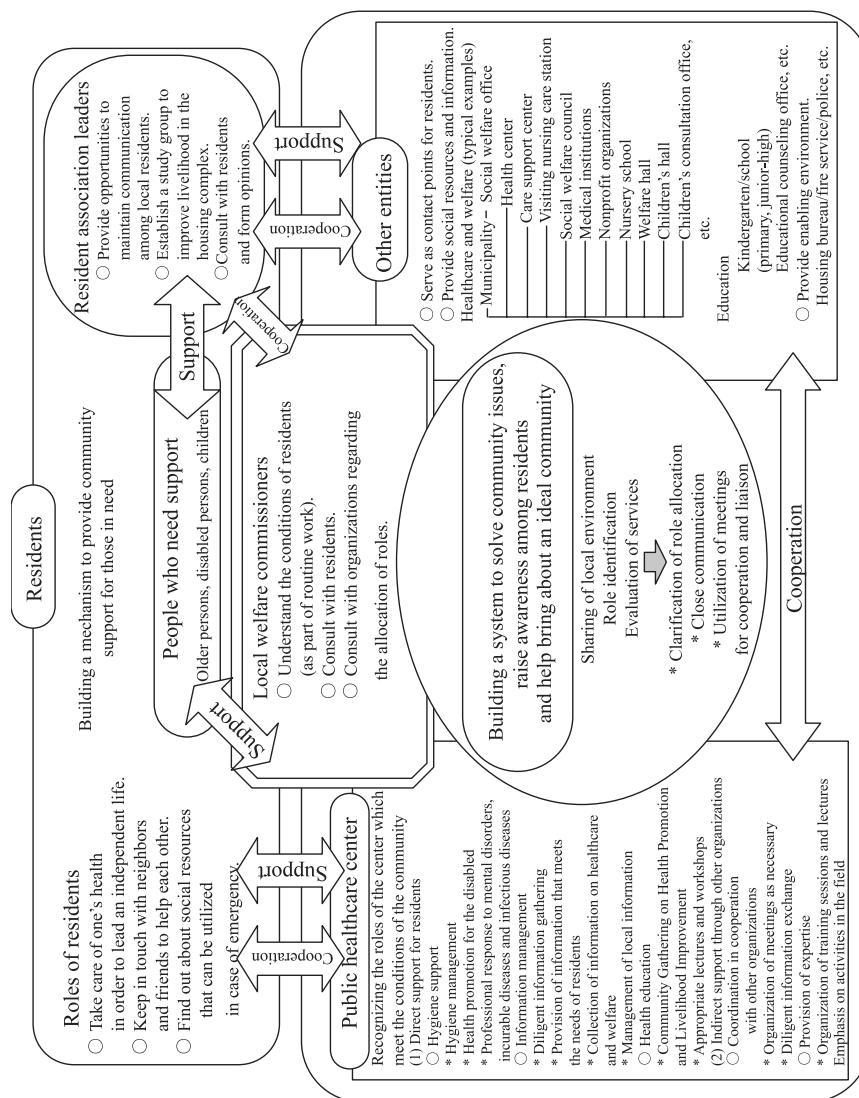 Residents
Roles of residents
○ Take care of one's health
in order to lead an independent life.
○ Keep in touch with neighbors
and friends to help each other.
○ Find out about social resources
that can be utilized
in case of emergency.
Building a mechanism to provide community
support for those in need
People who need support
Older persons, disabled persons, children
Resident association leaders
○ Provide opportunities to
maintain communication
among local residents.
○ Establish a study group to
improve livelihood in the
housing complex.
○ Consult with residents
and form opinions.
Support
Support
Cooperation
Local welfare commissioners
○ Understand the conditions of residents
(as part of routine work).
○ Consult with residents.
○ Consult with organizations regarding
the allocation of roles.
Cooperation
Support
Cooperation
Support
Public healthcare center
Recognizing the roles of the center which
meet the conditions of the community
(1) Direct support for residents
○ Hygiene support
* Hygiene management
* Health promotion for the disabled
* Professional response to mental disorders,
incurable diseases and infectious diseases
○ Information management
* Diligent information gathering
* Provision of information that meets
the needs of residents
* Collection of information on healthcare
and welfare
* Management of local information
○ Health education
* Community Gathering on Health Promotion
and Livelihood Improvement
* Appropriate lectures and workshops
(2) Indirect support through other organizations
○ Coordination in cooperation
with other organizations
* Organization of meetings as necessary
* Diligent information exchange
○ Provision of expertise
* Organization of training sessions and lectures
Emphasis on activities in the field
Building a system to solve community issues,
raise awareness among residents
and help bring about an ideal community
Sharing of local environment
Role identification
Evaluation of services
* Clarification of role allocation
* Close communication
* Utilization of meetings
for cooperation and liaison
Cooperation
Other entities
○ Serve as contact points for residents.
○ Provide social resources and information.
Healthcare and welfare (typical examples)
Municipality – Social welfare office
Health center
Care support center
Visiting nursing care station
Social welfare council
Medical institutions
Nonprofit organizations
Nursery school
Welfare hall
Children's hall
Children's consultation office,
etc.
Education
Kindergarten/school
(primary, junior-high)
Educational counseling office, etc.
○ Provide enabling environment.
Housing bureau/fire service/police, etc.